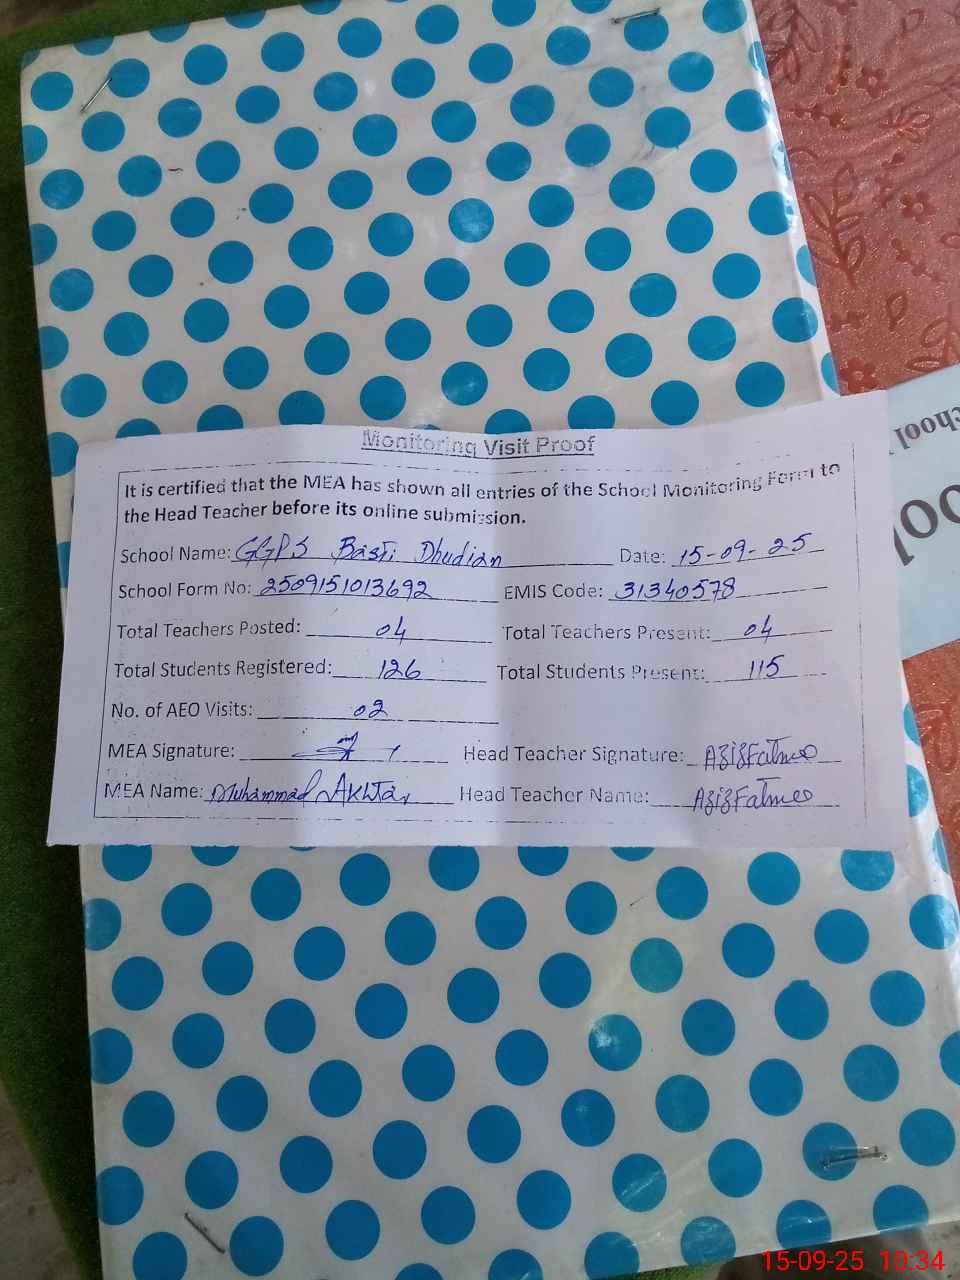 Monitoring Visit Proof
It is certified that the MEA has shown all entries of the School Monitoring Form to
the Head Teacher before its online submission.
School Name: GGPS Basti Dhudian Date: 15-09-25
School Form No: 2509151013692 EMIS Code: 31340578
Total Teachers Posted: 04 Total Teachers Present: 04
Total Students Registered: 126 Total Students Present: 115
No. of AEO Visits: 02
MEA Signature: Head Teacher Signature: AzizFatmeo
MEA Name: Muhammad Akhtar Head Teacher Name: AzizFatmeo
chool
ool
15-09-25 10:34